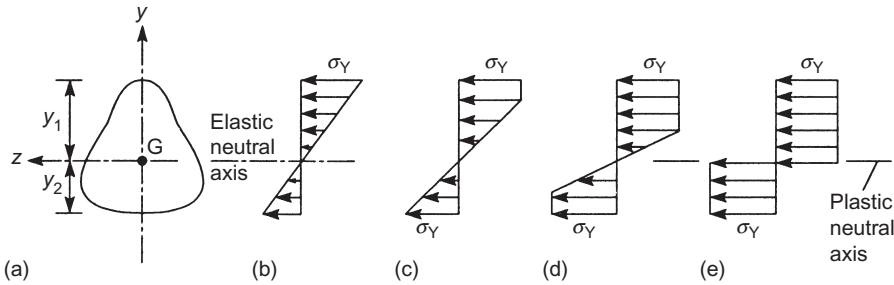 y
σY σY σY σY
y1
Elastic
neutral
axis
G
z
y2
σY σY σY
Plastic
neutral
axis
(a) (b) (c) (d) (e)